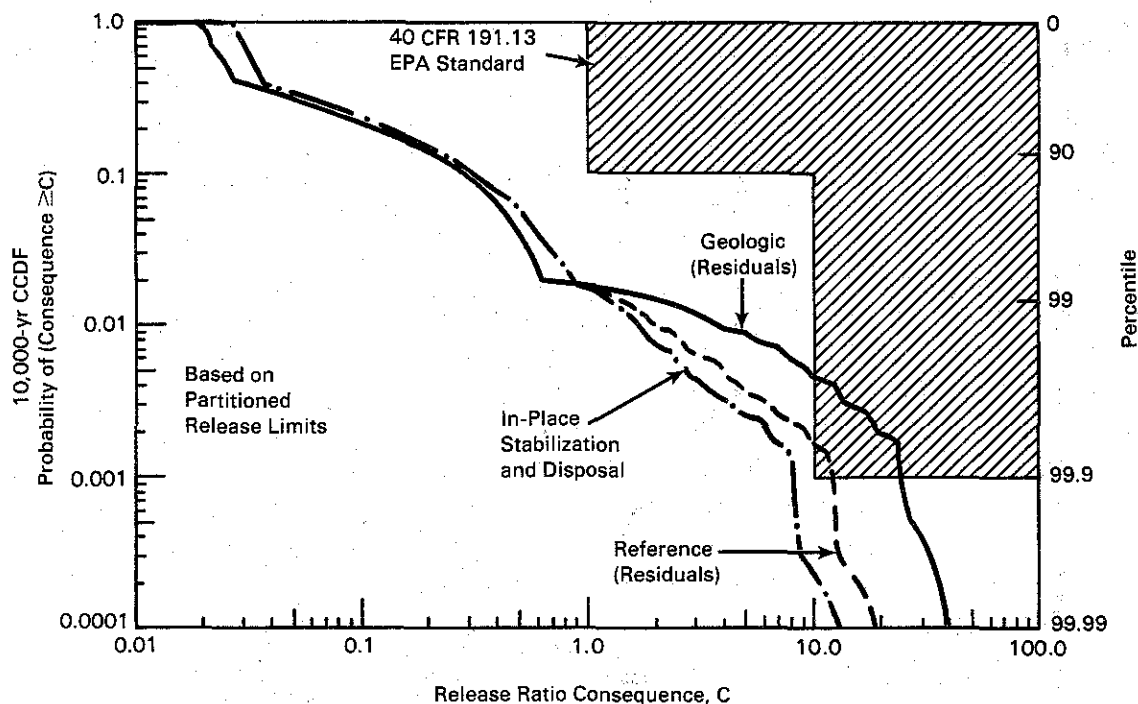 40 CFR 191.13
EPA Standard
Geologic
(Residuals)
Based on
Partitioned
Release Limits
In-Place
Stabilization
and Disposal
Reference
(Residuals)
10,000-yr CCDF
Probability of (Consequence ≥C)
1.0
0.1
0.01
0.001
0.0001
0
90
99
99.9
99.99
Percentile
0.01
0.1
1.0
10.0
100.0
Release Ratio Consequence, C